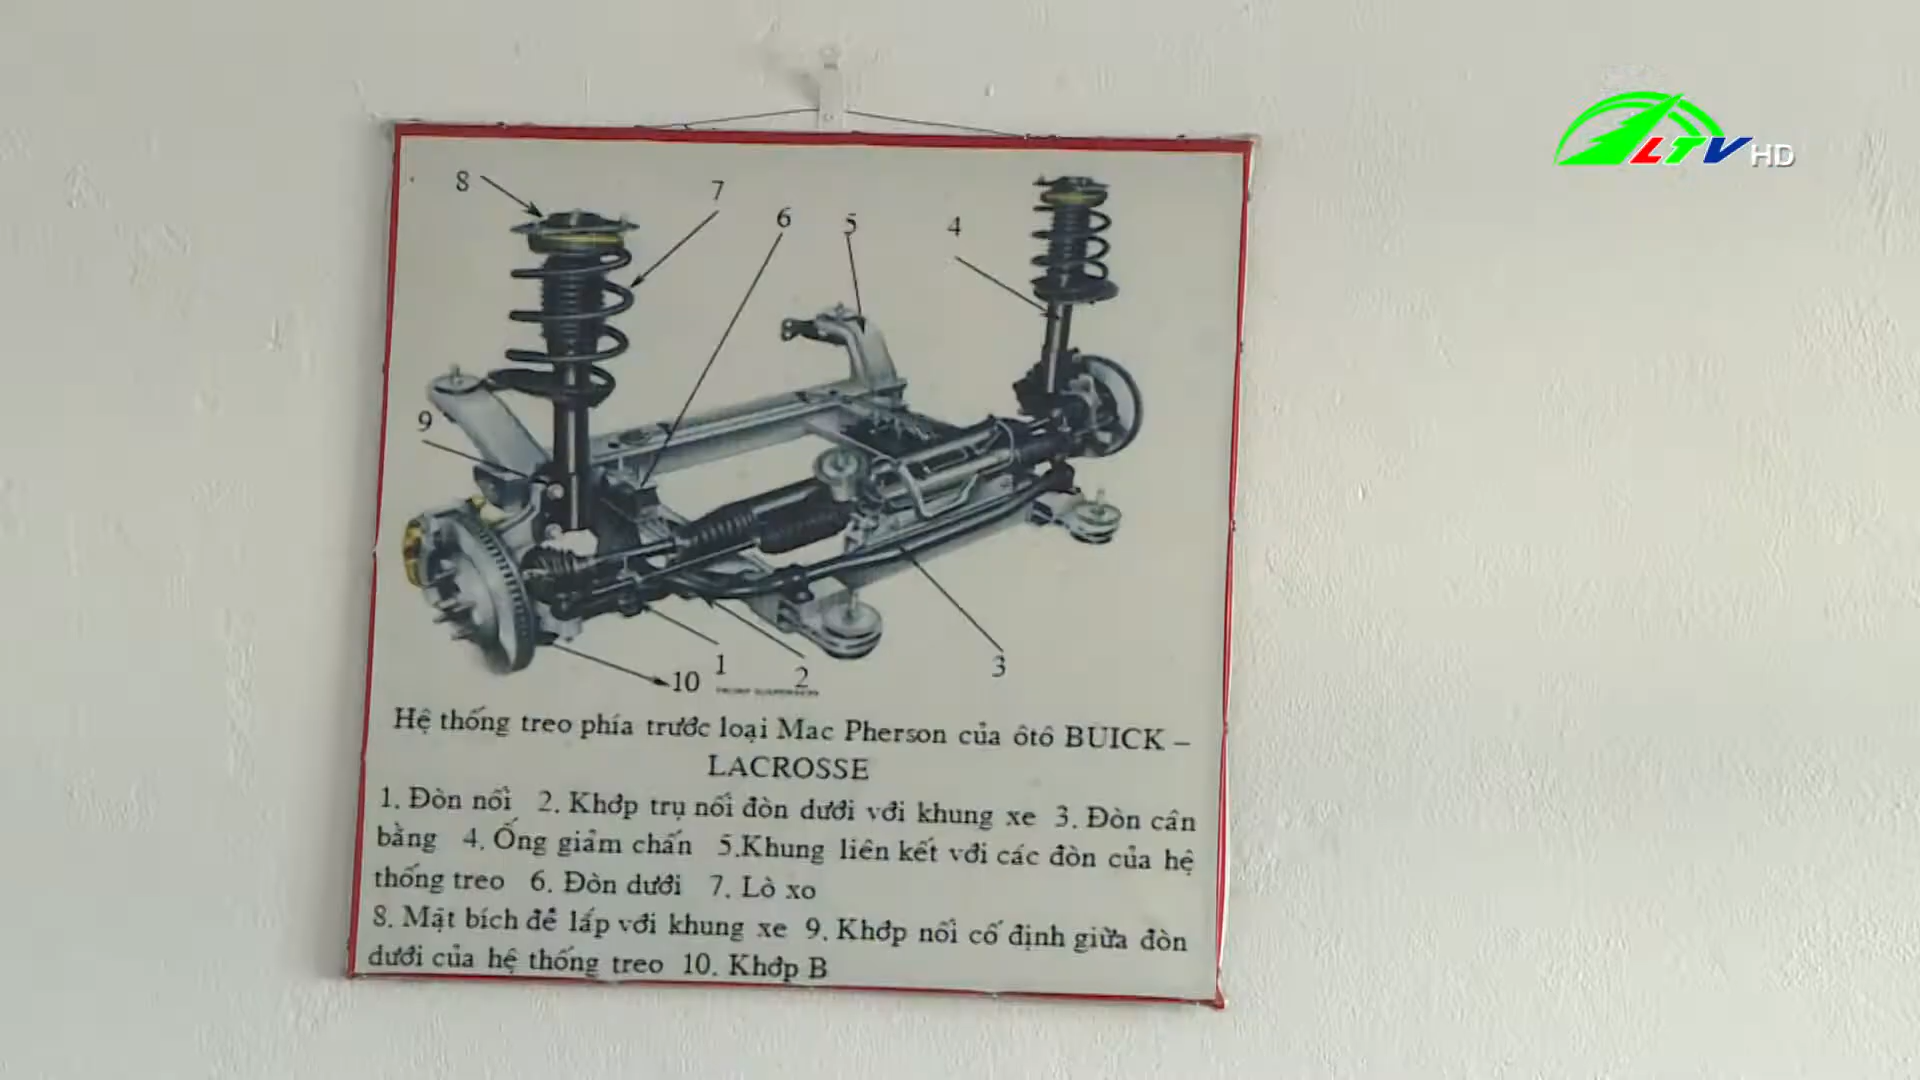 LTV HD
8
7
6
5
4
9
1
2
3
10
Hệ thống treo phía trước loại Mac Pherson của ôtô BUICK –
LACROSSE
1. Đòn nối 2. Khớp trụ nối đòn dưới với khung xe 3. Đòn cân
bằng 4. Ống giảm chấn 5.Khung liên kết với các đòn của hệ
thống treo 6. Đòn dưới 7. Lò xo
8. Mặt bích để lắp với khung xe 9. Khớp nối cố định giữa đòn
dưới của hệ thống treo 10. Khớp B